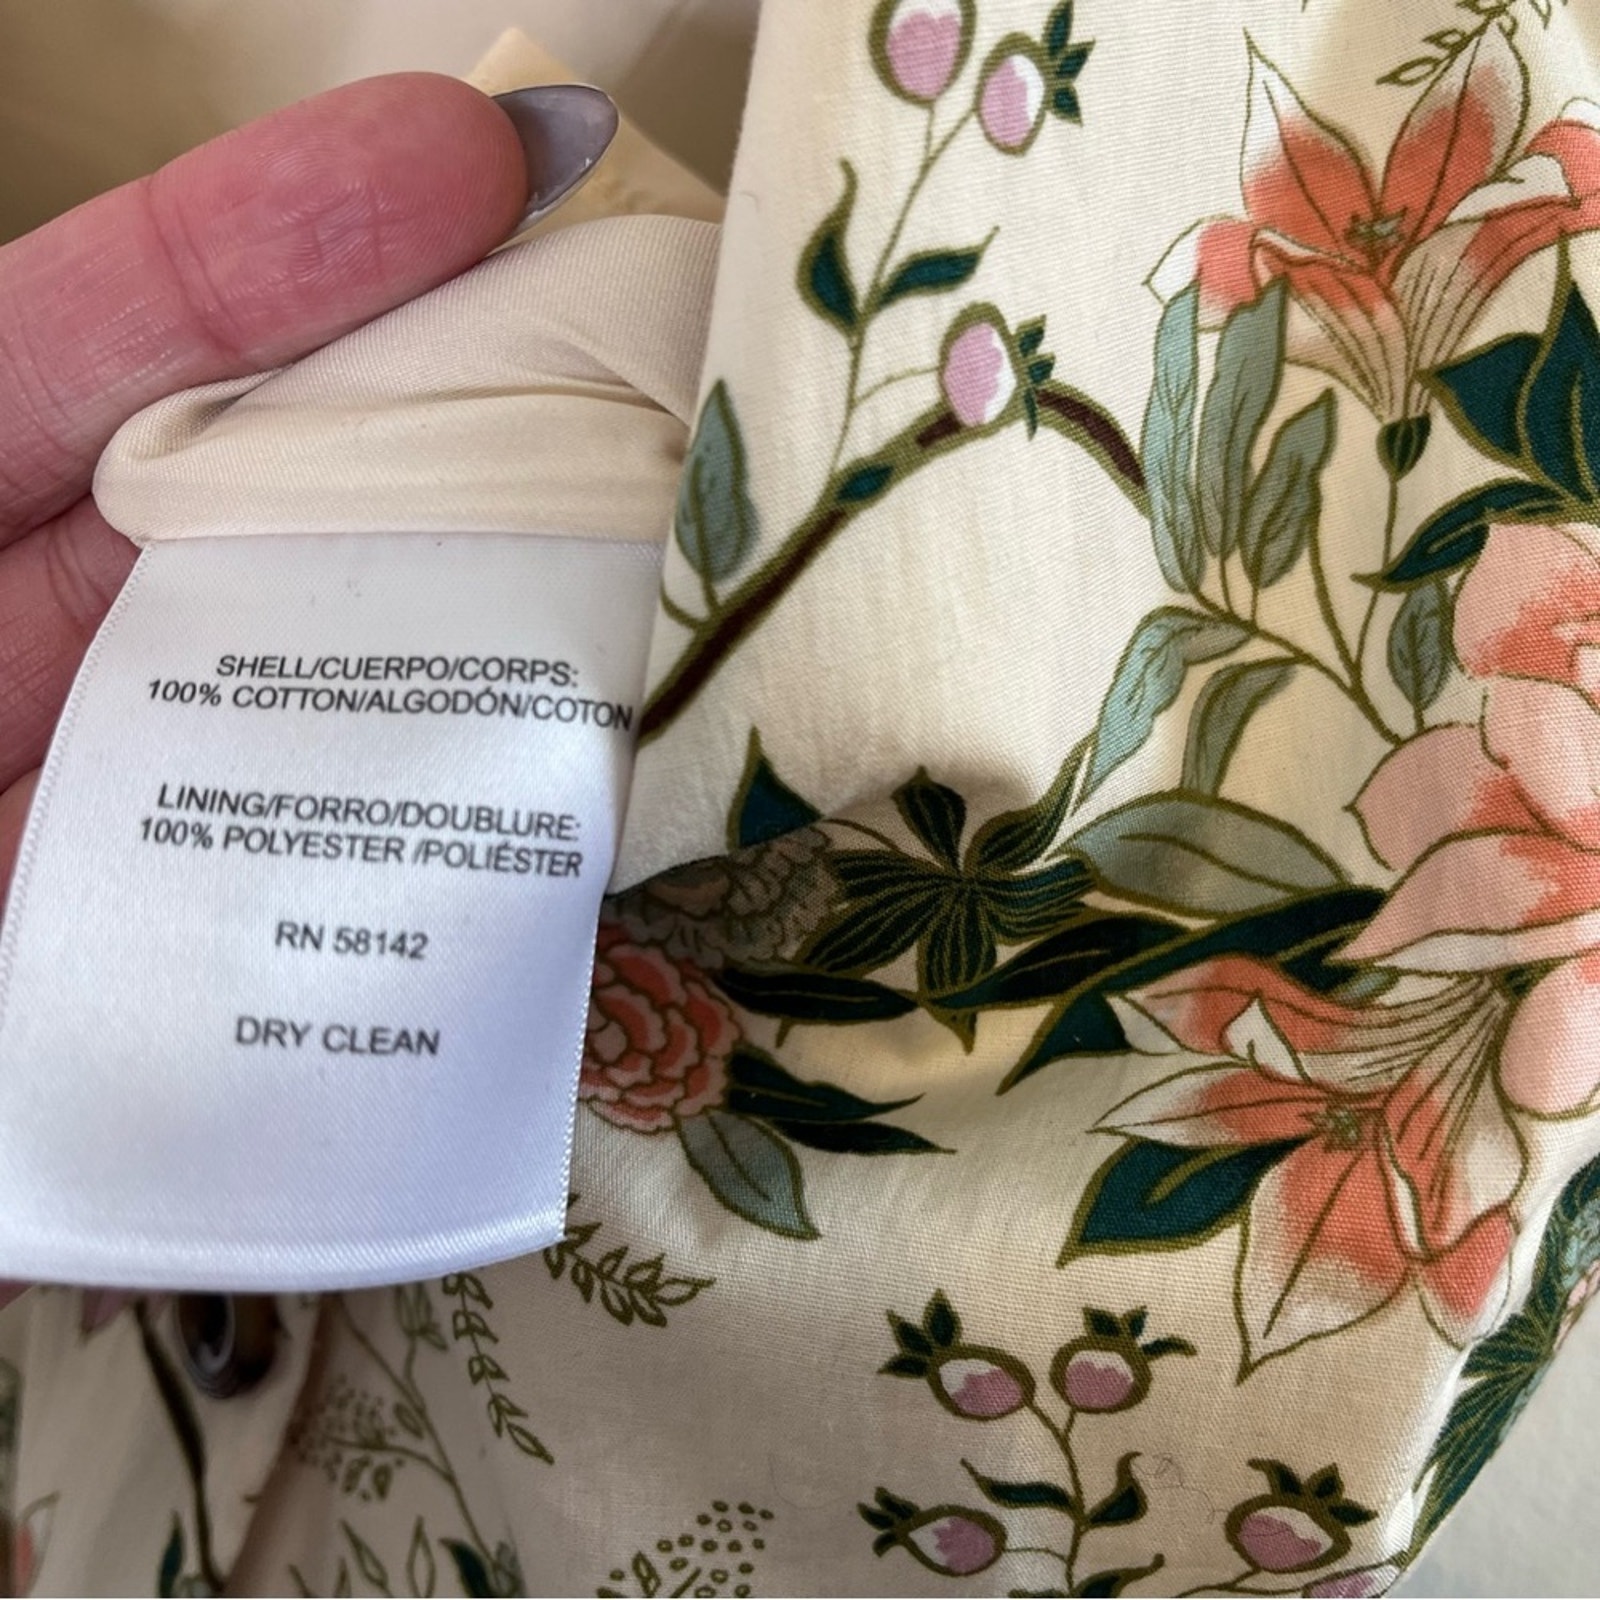 SHELL/CUERPO/CORPS:
100% COTTON/ALGODÓN/COTON
LINING/FORRO/DOUBLURE:
100% POLYESTER /POLIÉSTER
RN 58142
DRY CLEAN